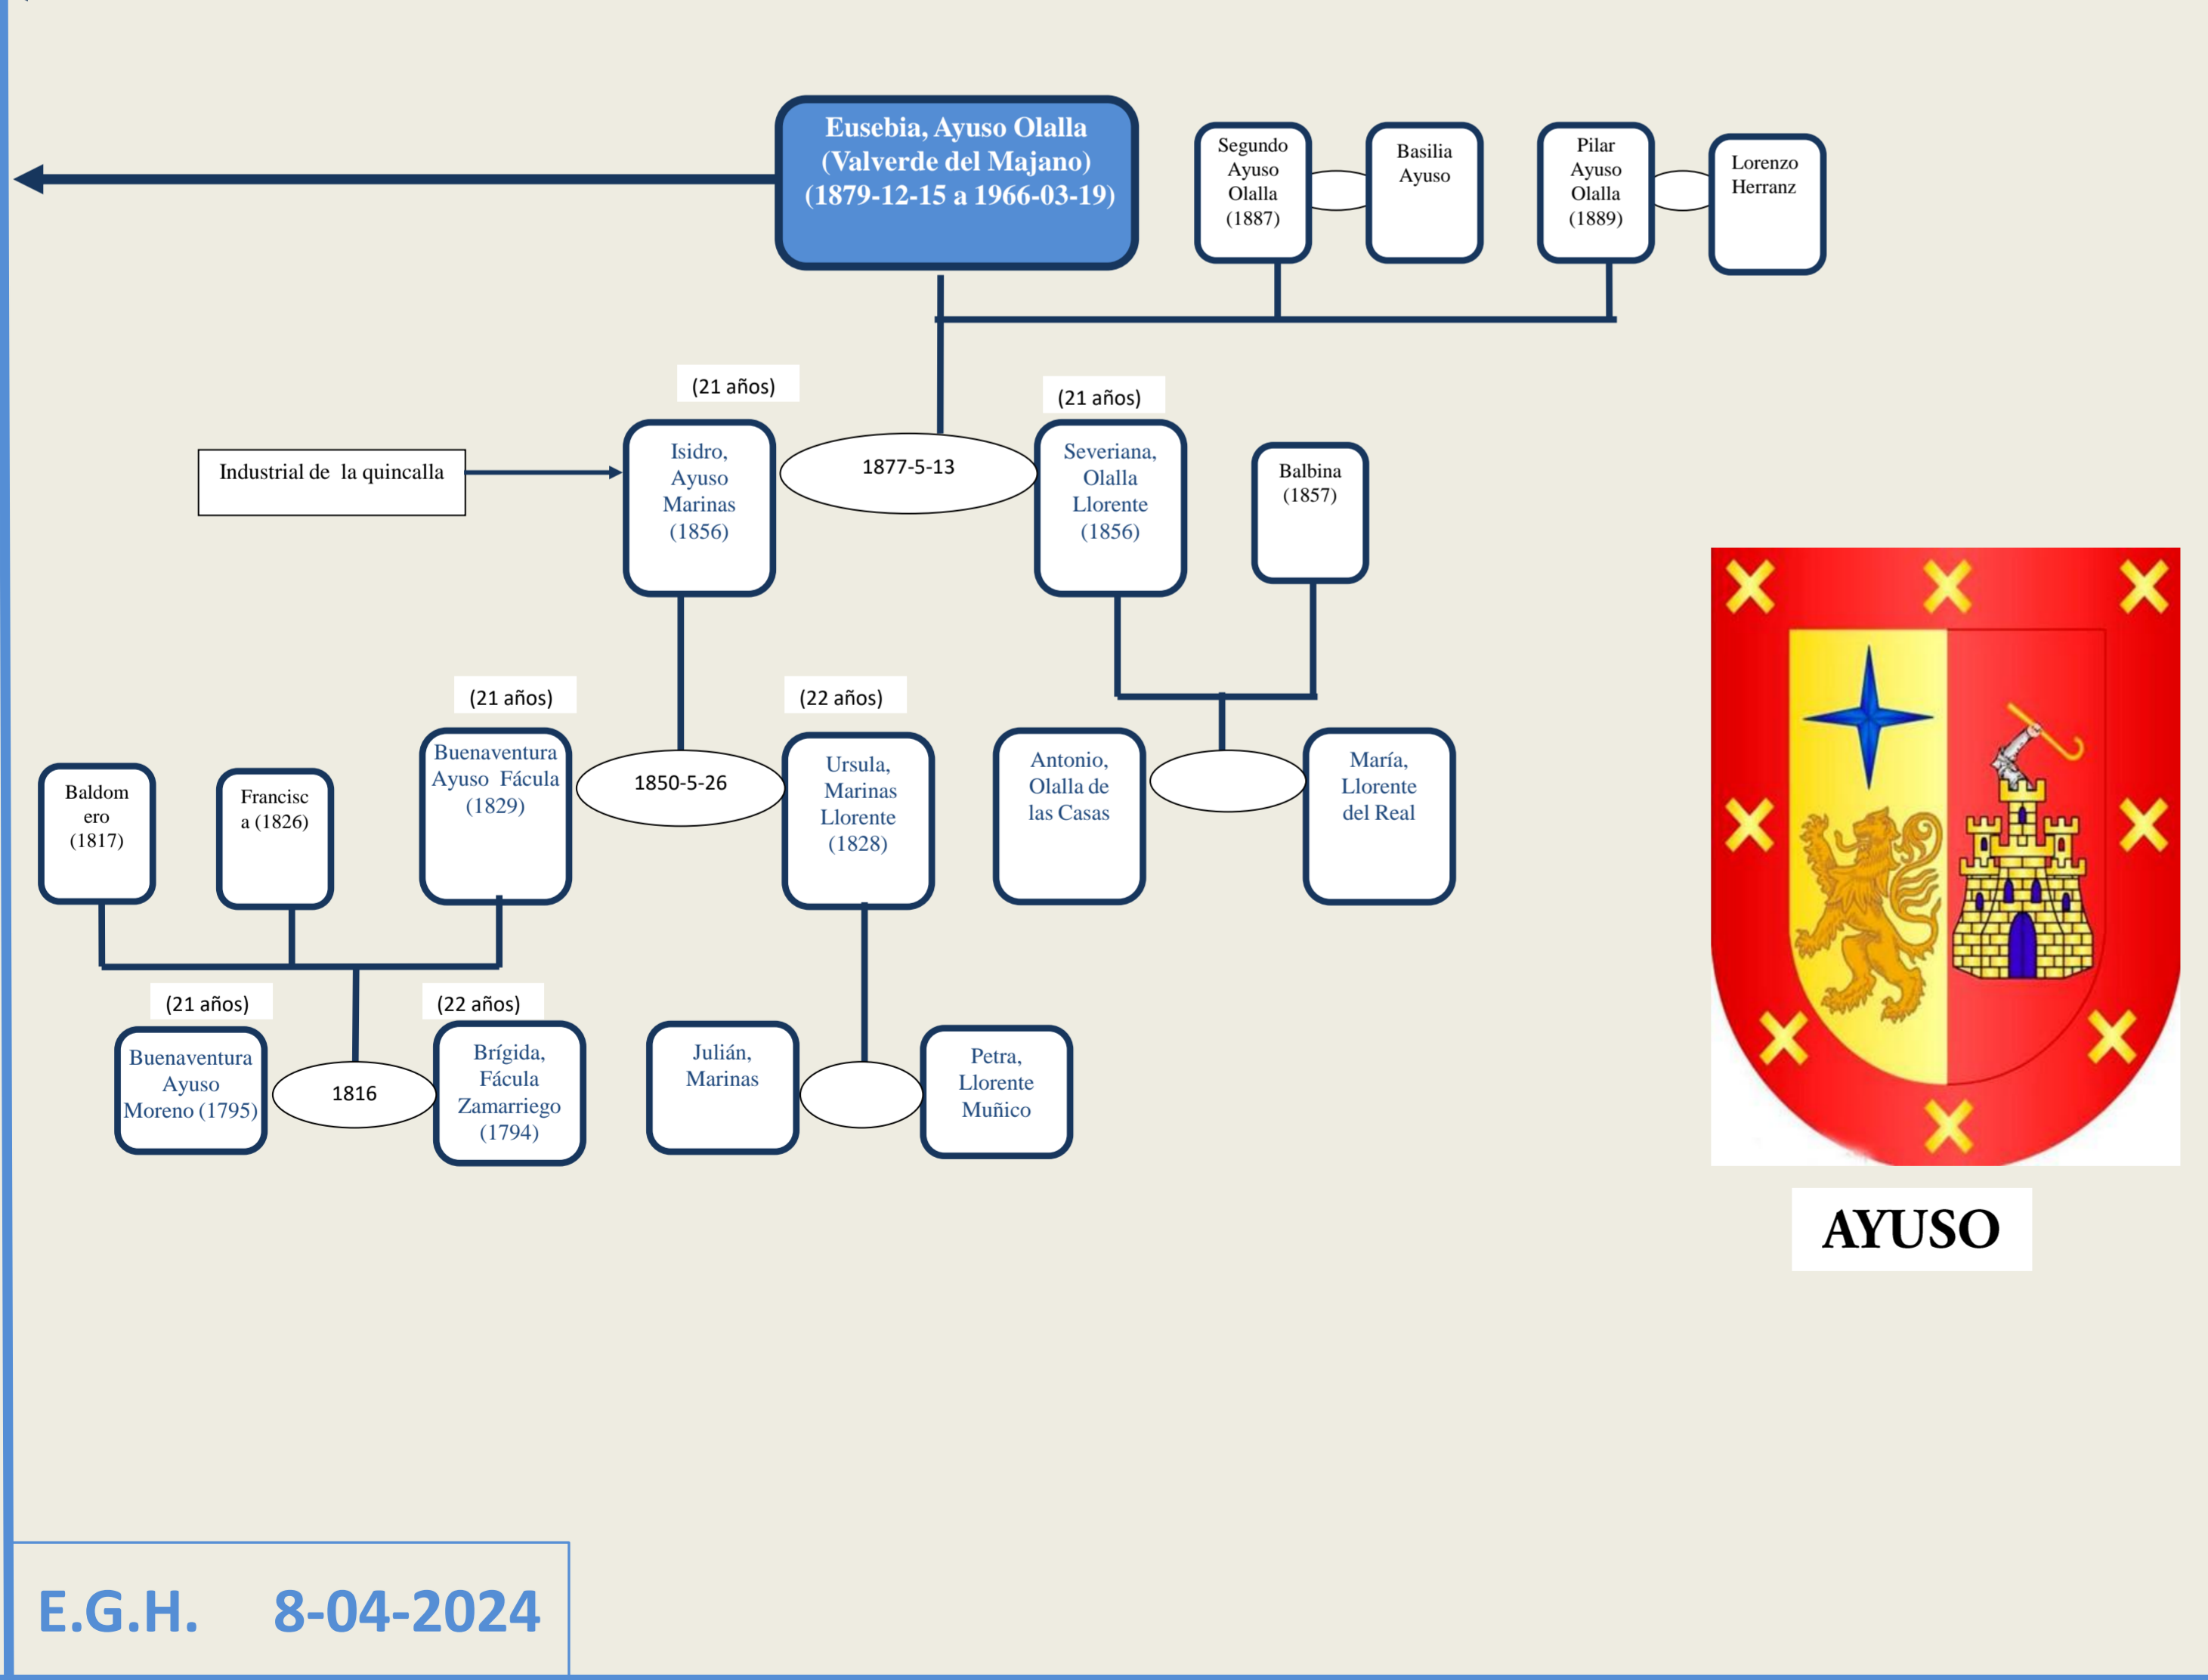 Eusebia, Ayuso Olalla
(Valverde del Majano)
(1879-12-15 a 1966-03-19)
Segundo
Ayuso
Olalla
(1887)
Basilia
Ayuso
Pilar
Ayuso
Olalla
(1889)
Lorenzo
Herranz
(21 años)
(21 años)
Industrial de  la quincalla
Isidro,
Ayuso
Marinas
(1856)
1877-5-13
Severiana,
Olalla
Llorente
(1856)
Balbina
(1857)
(21 años)
(22 años)
Baldom
ero
(1817)
Francisc
a (1826)
Buenaventura
Ayuso  Fácula
(1829)
1850-5-26
Ursula,
Marinas
Llorente
(1828)
Antonio,
Olalla de
las Casas
María,
Llorente
del Real
(21 años)
(22 años)
Buenaventura
Ayuso
Moreno (1795)
1816
Brígida,
Fácula
Zamarriego
(1794)
Julián,
Marinas
Petra,
Llorente
Muñico
AYUSO
E.G.H.    8-04-2024